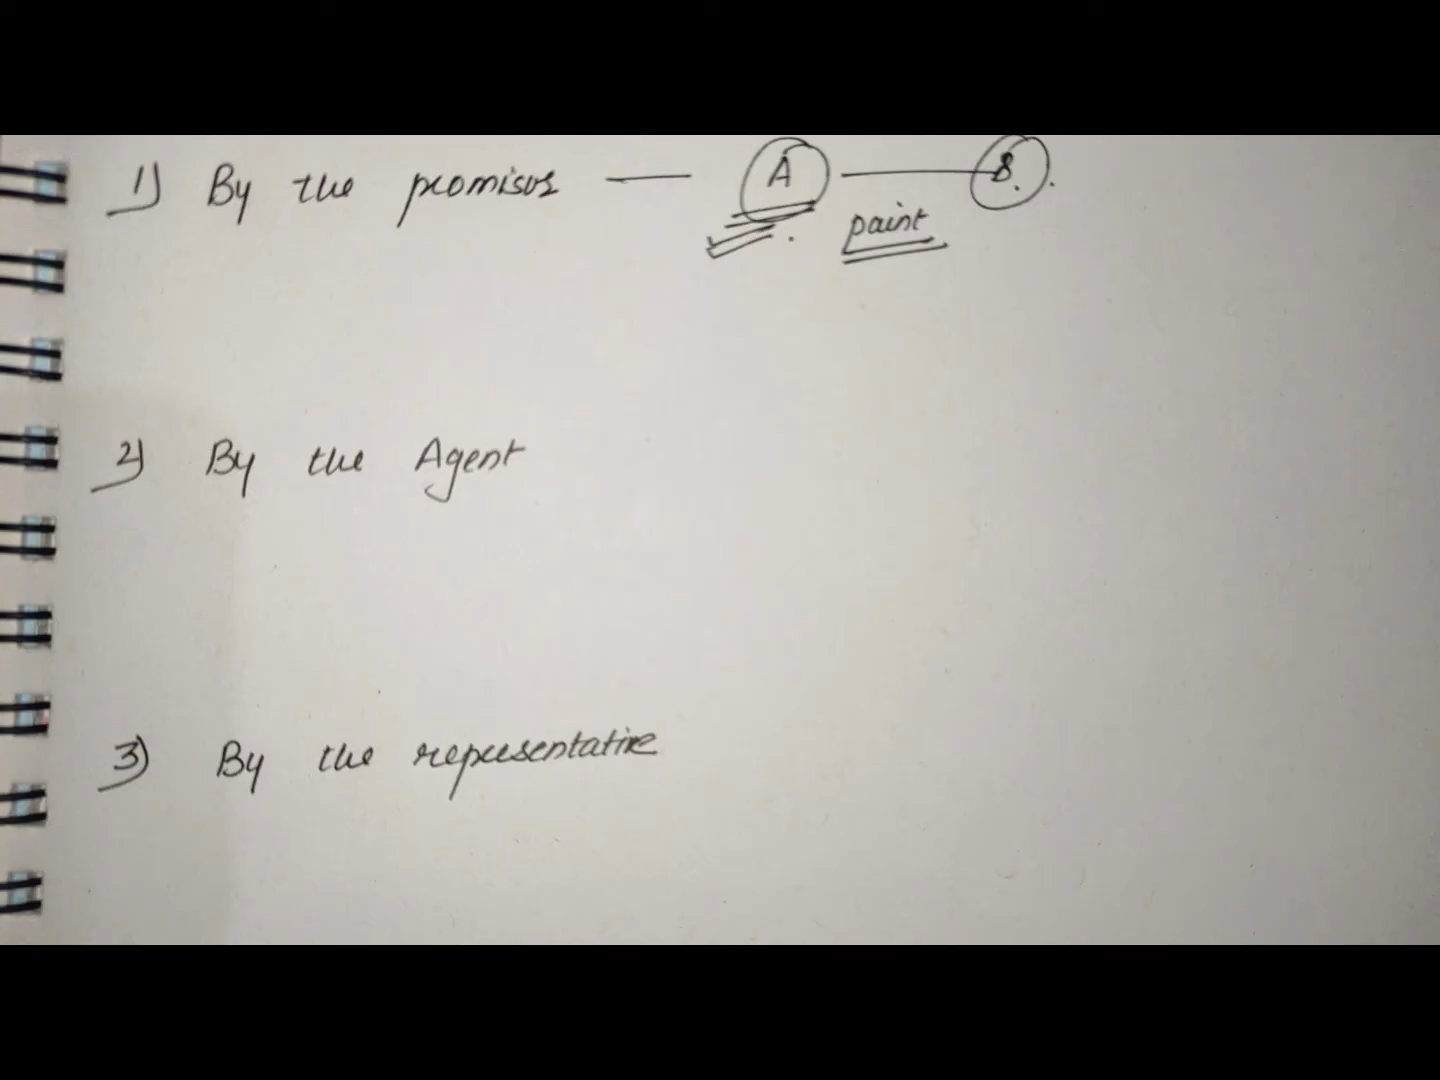 1) By the promisor — A — B.
paint
2) By the Agent
3) By the representative